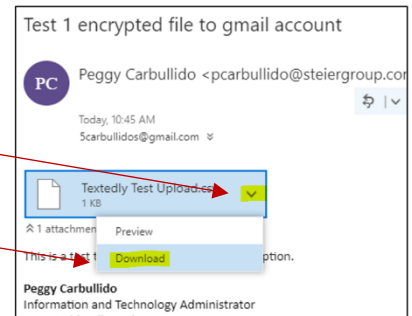 Test 1 encrypted file to gmail account
PC
Peggy Carbullido <pcarbullido@steiergroup.com
Today, 10:45 AM
5carbullidos@gmail.com
Textedly Test Upload.cs
1 KB
1 attachmen
Preview
This is a test t
Download
ption.
Peggy Carbullido
Information and Technology Administrator